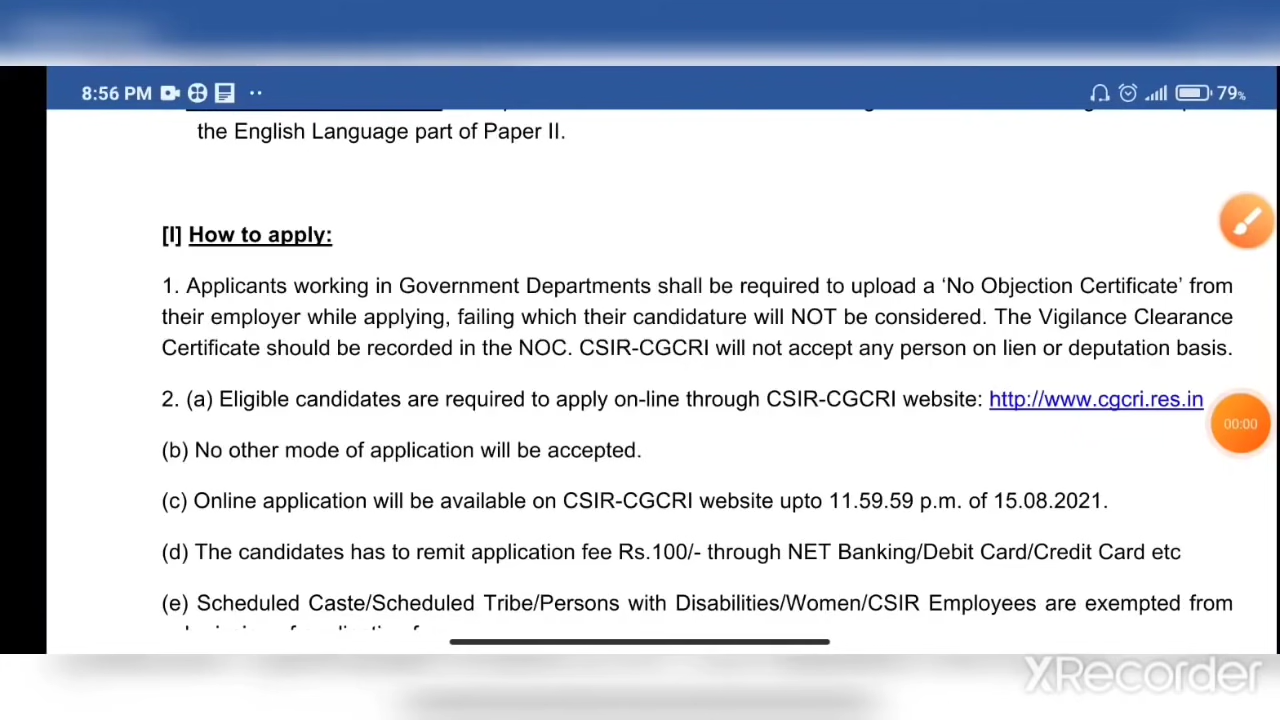 8:56 PM
79%
the English Language part of Paper II.
[I] How to apply:
1. Applicants working in Government Departments shall be required to upload a ‘No Objection Certificate’ from
their employer while applying, failing which their candidature will NOT be considered. The Vigilance Clearance
Certificate should be recorded in the NOC. CSIR-CGCRI will not accept any person on lien or deputation basis.
2. (a) Eligible candidates are required to apply on-line through CSIR-CGCRI website: http://www.cgcri.res.in
00:00
(b) No other mode of application will be accepted.
(c) Online application will be available on CSIR-CGCRI website upto 11.59.59 p.m. of 15.08.2021.
(d) The candidates has to remit application fee Rs.100/- through NET Banking/Debit Card/Credit Card etc
(e) Scheduled Caste/Scheduled Tribe/Persons with Disabilities/Women/CSIR Employees are exempted from
XRecorder